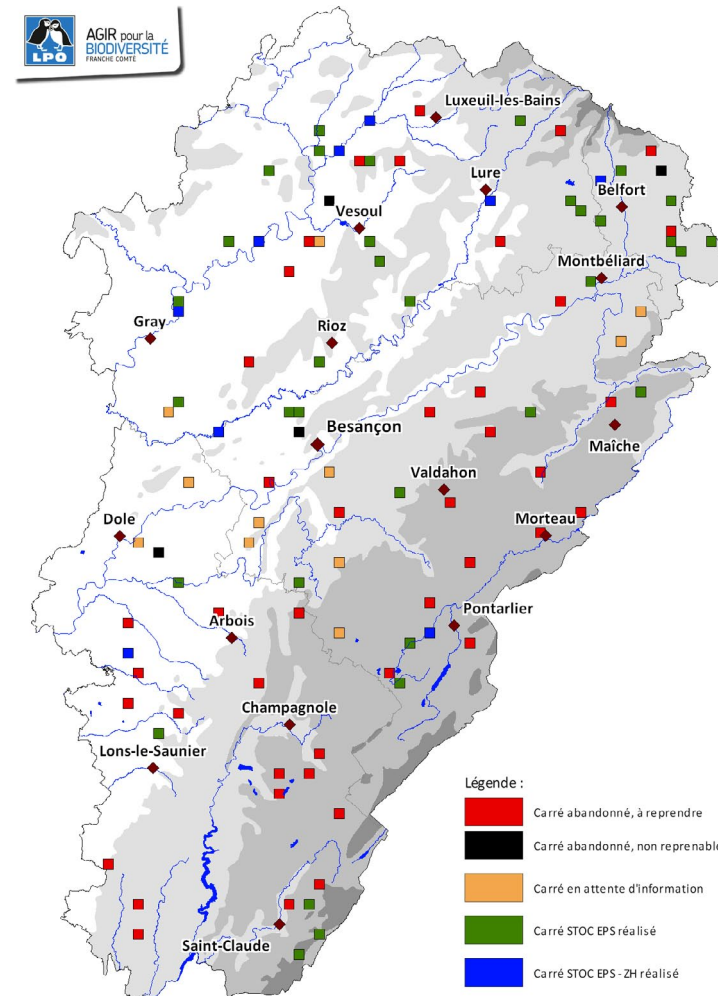 AGIR pour la
BIODIVERSITÉ
FRANCHE COMTÉ
LPO
Luxeuil-les-Bains
Lure
Belfort
Vesoul
Montbéliard
Gray
Rioz
Besançon
Maîche
Valdahon
Dole
Morteau
Arbois
Pontarlier
Champagnole
Lons-le-Saunier
Saint-Claude
Légende :
Carré abandonné, à reprendre
Carré abandonné, non reprenable
Carré en attente d'information
Carré STOC EPS réalisé
Carré STOC EPS - ZH réalisé